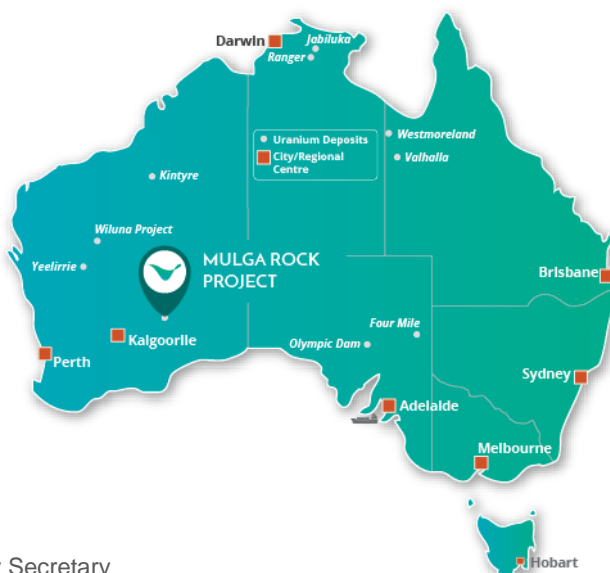 Darwin
Jabiluka
Ranger
Uranium Deposits
City/Regional
Centre
Westmoreland
Valhalla
Kintyre
Wiluna Project
Yeelirrie
MULGA ROCK
PROJECT
Brisbane
Four Mile
Olympic Dam
Kalgoorlie
Perth
Sydney
Adelaide
Melbourne
Hobart
Secretary